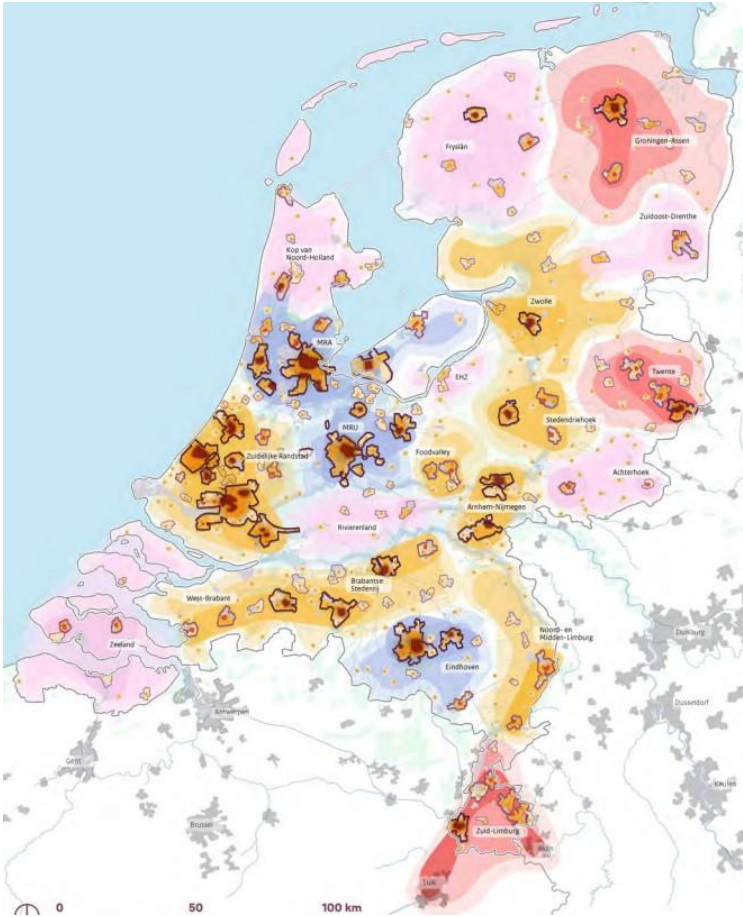 Fryslân
Groningen-Assen
Zuidoost-Drenthe
Kop van
Noord-Holland
Zwolle
MRA
EHZ
Twente
Stedendriehoek
MRU
Zuidelijke Randstad
Foodvalley
Achterhoek
Arnhem-Nijmegen
Rivierenland
Brabantse
Stedenrij
West-Brabant
Noord- en
Midden-Limburg
Duisburg
Zeeland
Eindhoven
Düsseldorf
Antwerpen
Gent
Keulen
Brussel
Zuid-Limburg
Aken
Luik
0 50 100 km